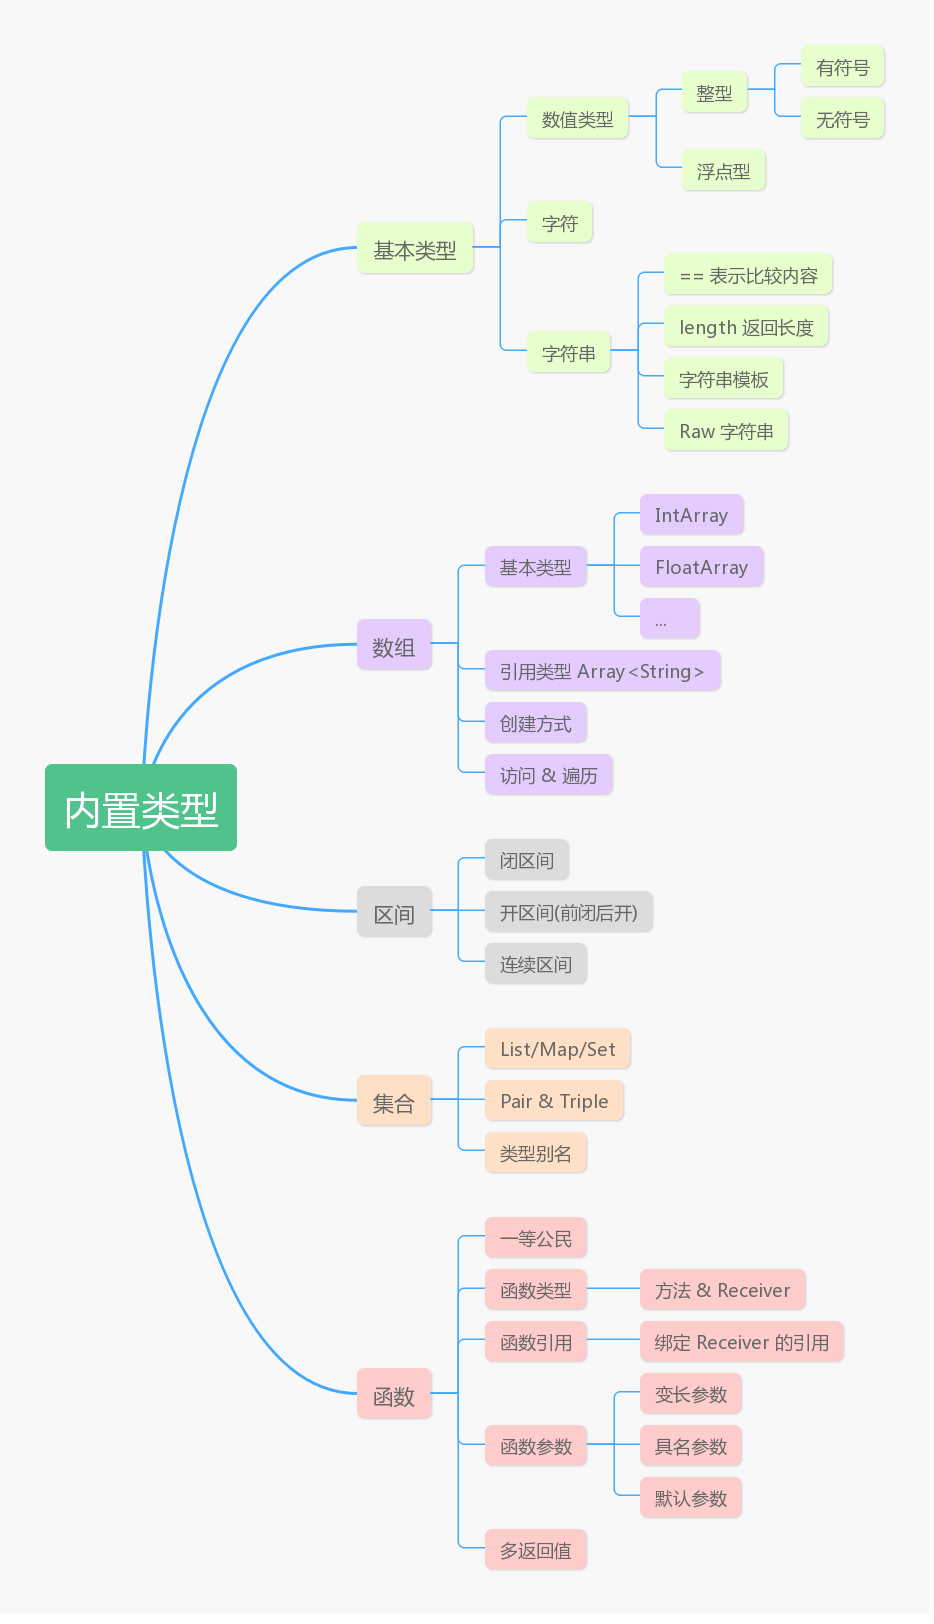 内置类型
基本类型
数值类型
整型
有符号
无符号
浮点型
字符
字符串
== 表示比较内容
length 返回长度
字符串模板
Raw 字符串
数组
基本类型
IntArray
FloatArray
...
引用类型 Array<String>
创建方式
访问 & 遍历
区间
闭区间
开区间(前闭后开)
连续区间
集合
List/Map/Set
Pair & Triple
类型别名
函数
一等公民
函数类型
方法 & Receiver
函数引用
绑定 Receiver 的引用
函数参数
变长参数
具名参数
默认参数
多返回值